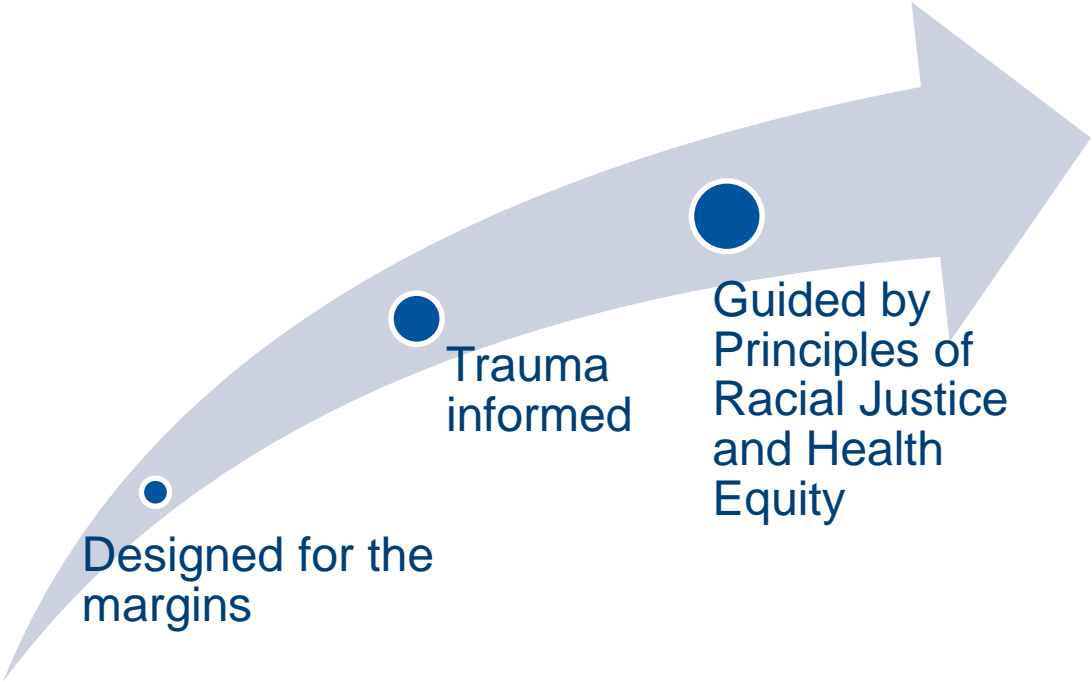 Designed for the
margins
Trauma
informed
Guided by
Principles of
Racial Justice
and Health
Equity